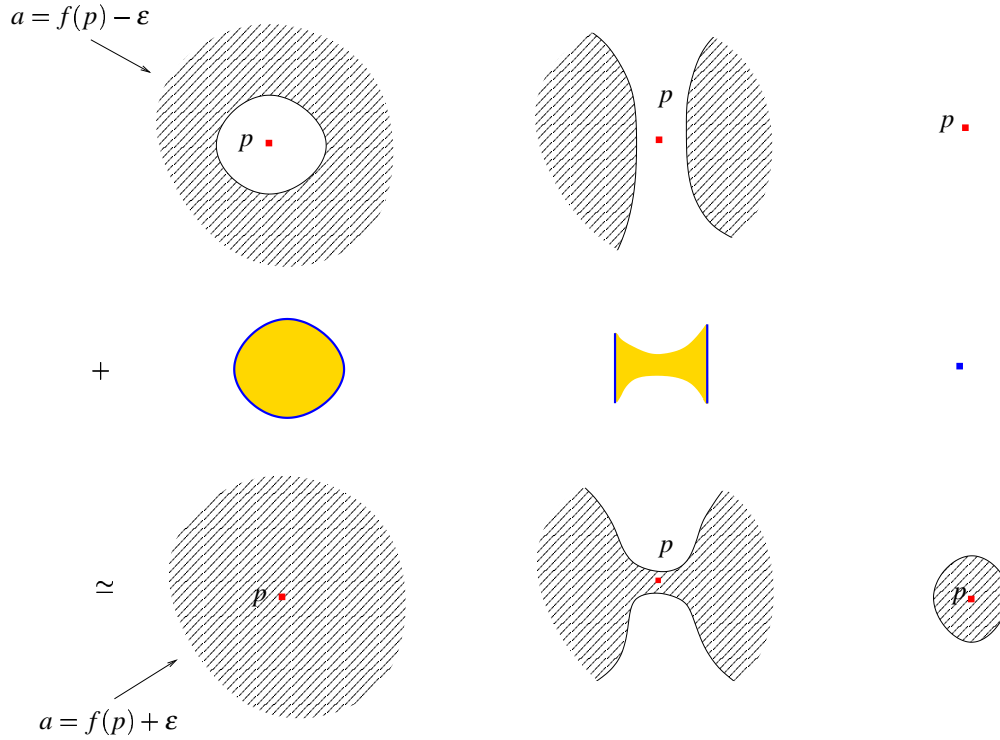 a = f(p) − ε
p
p
p
+
≃
p
p
p
a = f(p) + ε